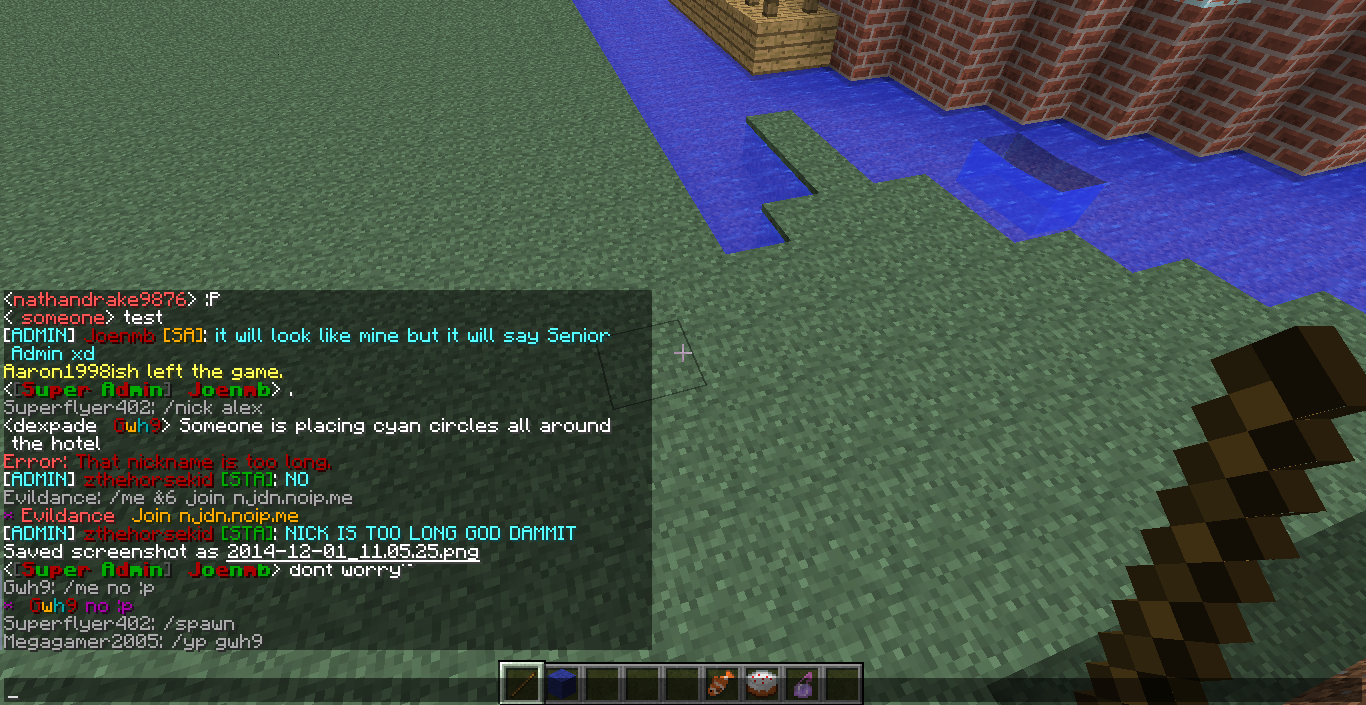 <nathandrake9876> :P
< someone> test
[ADMIN] Joenmb [SA]: it will look like mine but it will say Senior
Admin xd
Aaron1998ish left the game.
<[Super Admin] Joenmb> .
Superflyer402: /nick alex
<dexpade Gwh9> Someone is placing cyan circles all around
the hotel
Error: That nickname is too long.
[ADMIN] zthehorsekid [STA]: NO
Evildance: /me &6 Join njdn.noip.me
* Evildance Join njdn.noip.me
[ADMIN] zthehorsekid [STA]: NICK IS TOO LONG GOD DAMMIT
Saved screenshot as 2014-12-01_11.05.25.png
<[Super Admin] Joenmb> dont worry^^
Gwh9: /me no :p
* Gwh9 no :p
Superflyer402: /spawn
Megagamer2005: /yp gwh9
_